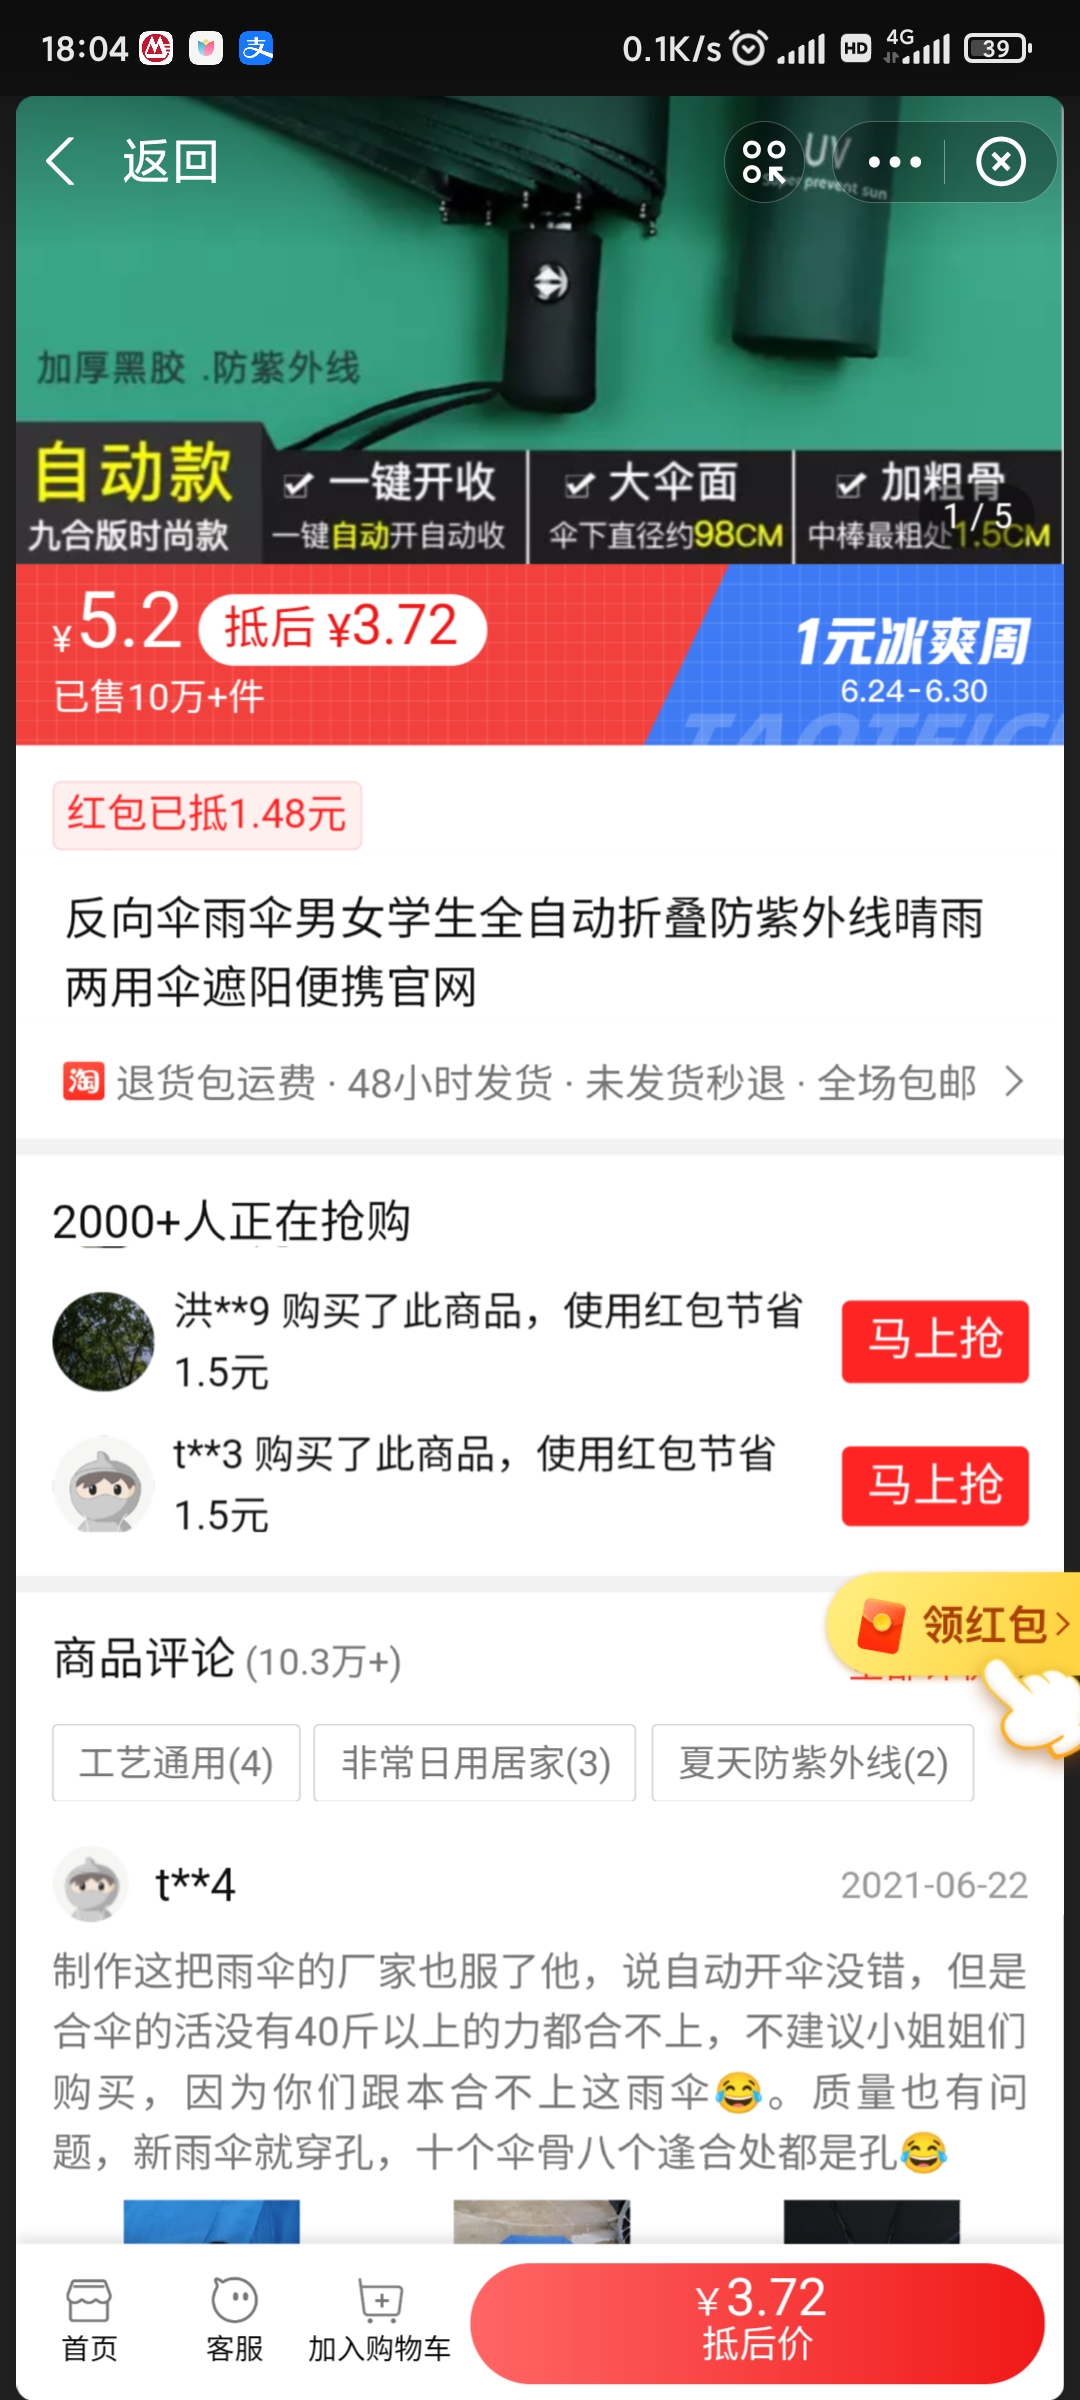 18:04
0.1K/s HD 4G 39
返回
UV
Super prevent sun
加厚黑胶 .防紫外线
自动款
九合版时尚款
一键开收
一键自动开自动收
大伞面
伞下直径约98CM
加粗骨
中棒最粗处1.5CM
1/5
¥5.2 抵后 ¥3.72
已售10万+件
1元冰爽周
6.24-6.30
红包已抵1.48元
反向伞雨伞男女学生全自动折叠防紫外线晴雨
两用伞遮阳便携官网
淘 退货包运费 · 48小时发货 · 未发货秒退 · 全场包邮
2000+人正在抢购
洪**9 购买了此商品，使用红包节省
1.5元
马上抢
t**3 购买了此商品，使用红包节省
1.5元
马上抢
领红包
商品评论 (10.3万+)
工艺通用(4) 非常日用居家(3) 夏天防紫外线(2)
t**4 2021-06-22
制作这把雨伞的厂家也服了他，说自动开伞没错，但是
合伞的活没有40斤以上的力都合不上，不建议小姐姐们
购买，因为你们跟本合不上这雨伞😂。质量也有问
题，新雨伞就穿孔，十个伞骨八个逢合处都是孔😂
首页
客服
加入购物车
¥3.72
抵后价